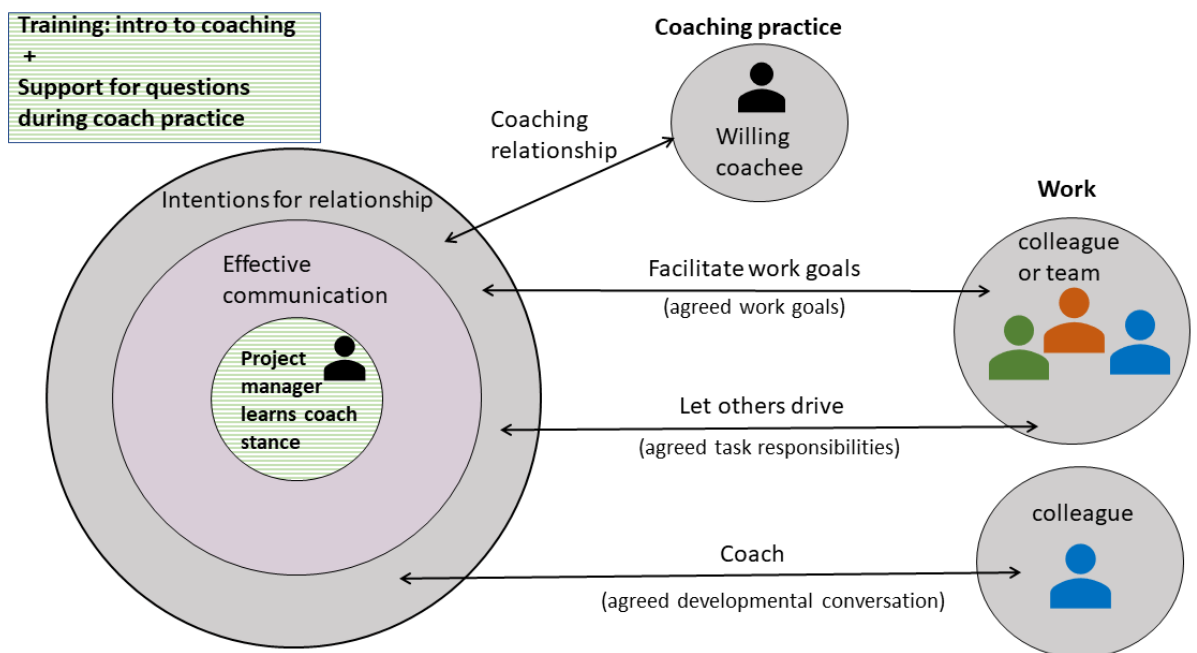 Training: intro to coaching
+
Support for questions
during coach practice
Coaching practice
Willing
coachee
Coaching
relationship
Intentions for relationship
Effective
communication
Project
manager
learns coach
stance
Work
colleague
or team
Facilitate work goals
(agreed work goals)
Let others drive
(agreed task responsibilities)
colleague
Coach
(agreed developmental conversation)